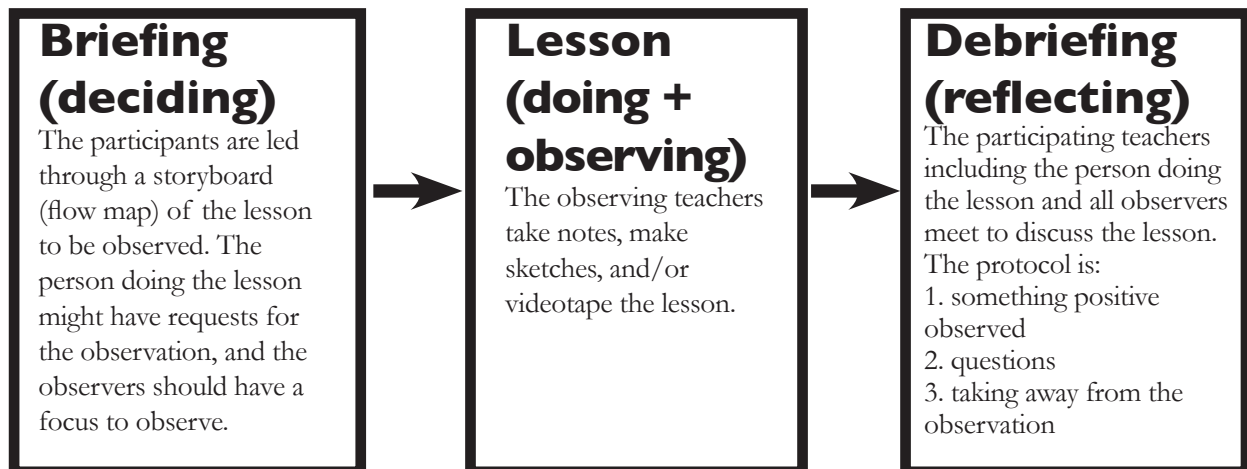 Briefing
(deciding)
The participants are led
through a storyboard
(flow map) of the lesson
to be observed. The
person doing the lesson
might have requests for
the observation, and the
observers should have a
focus to observe.
Lesson
(doing +
observing)
The observing teachers
take notes, make
sketches, and/or
videotape the lesson.
Debriefing
(reflecting)
The participating teachers
including the person doing
the lesson and all observers
meet to discuss the lesson.
The protocol is:
1. something positive
observed
2. questions
3. taking away from the
observation